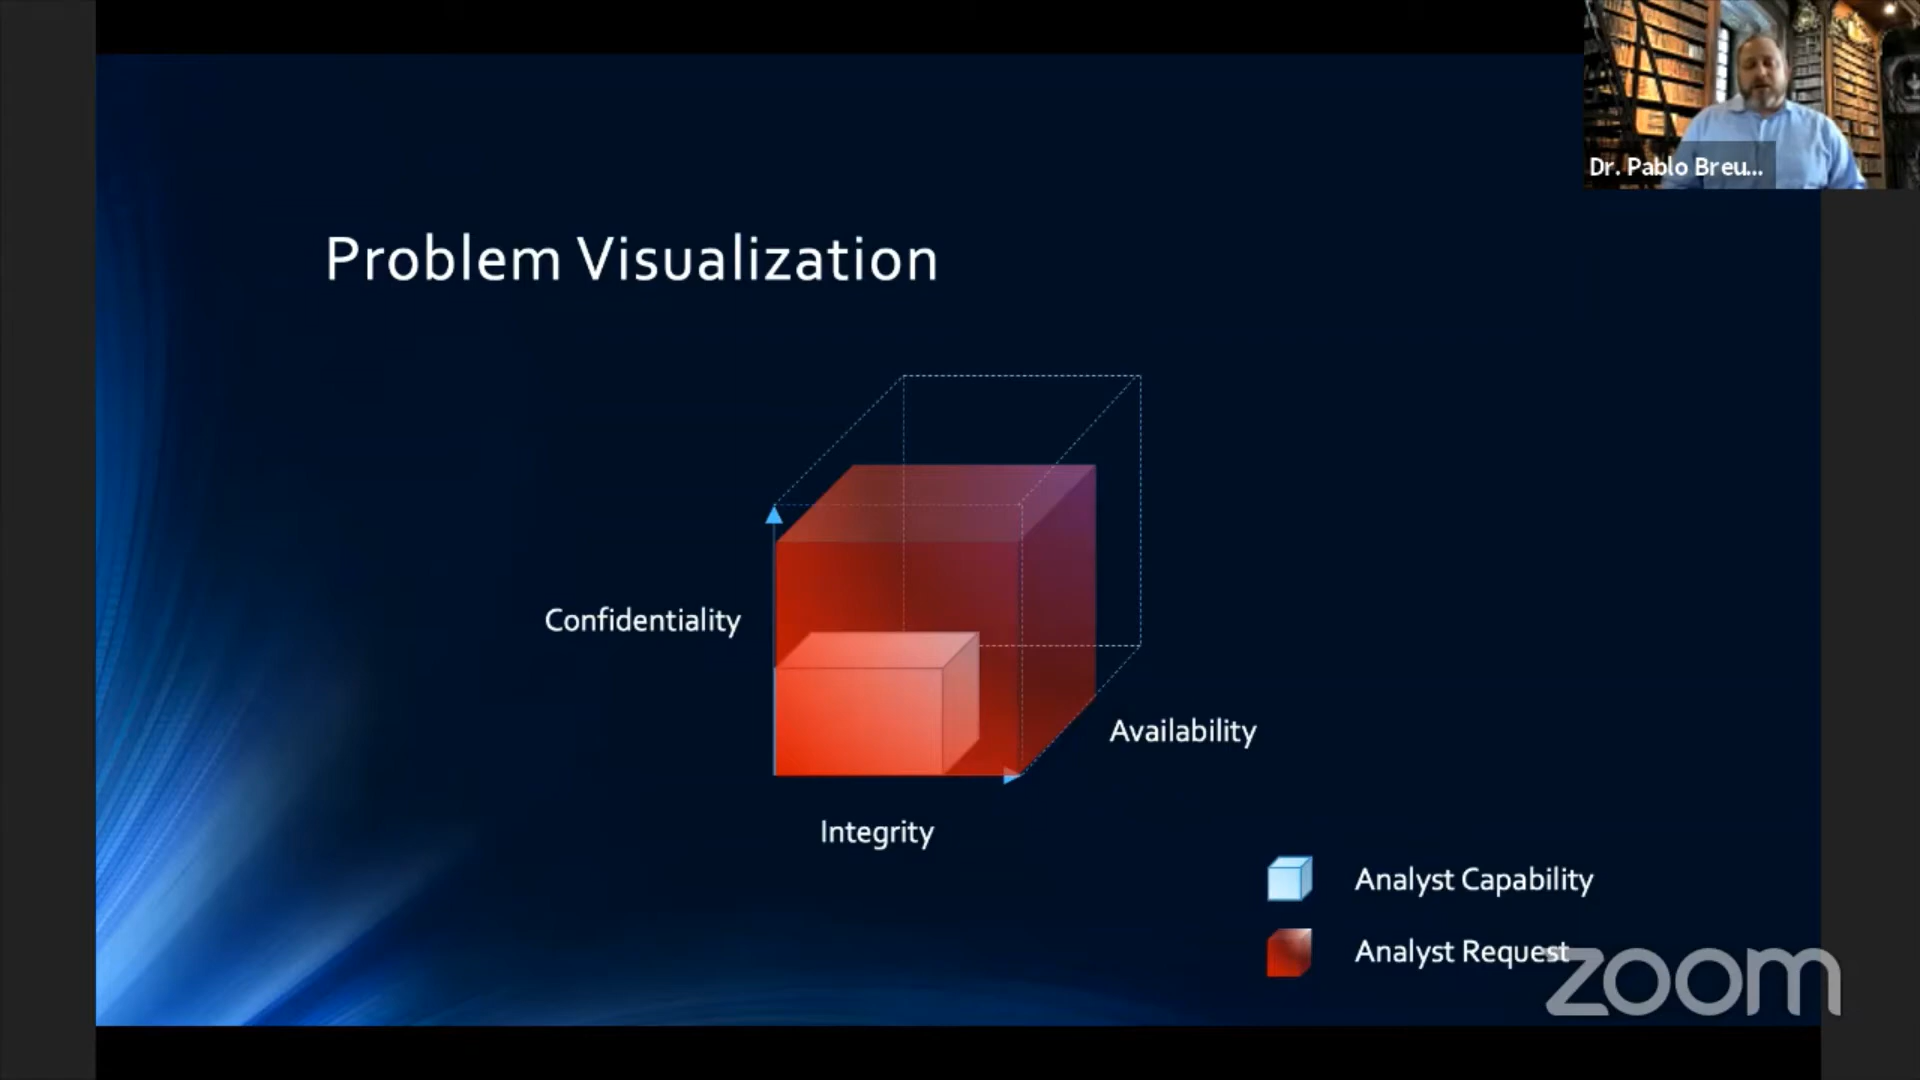 Dr. Pablo Breu...
Problem Visualization
Confidentiality
Availability
Integrity
Analyst Capability
Analyst Request
zoom